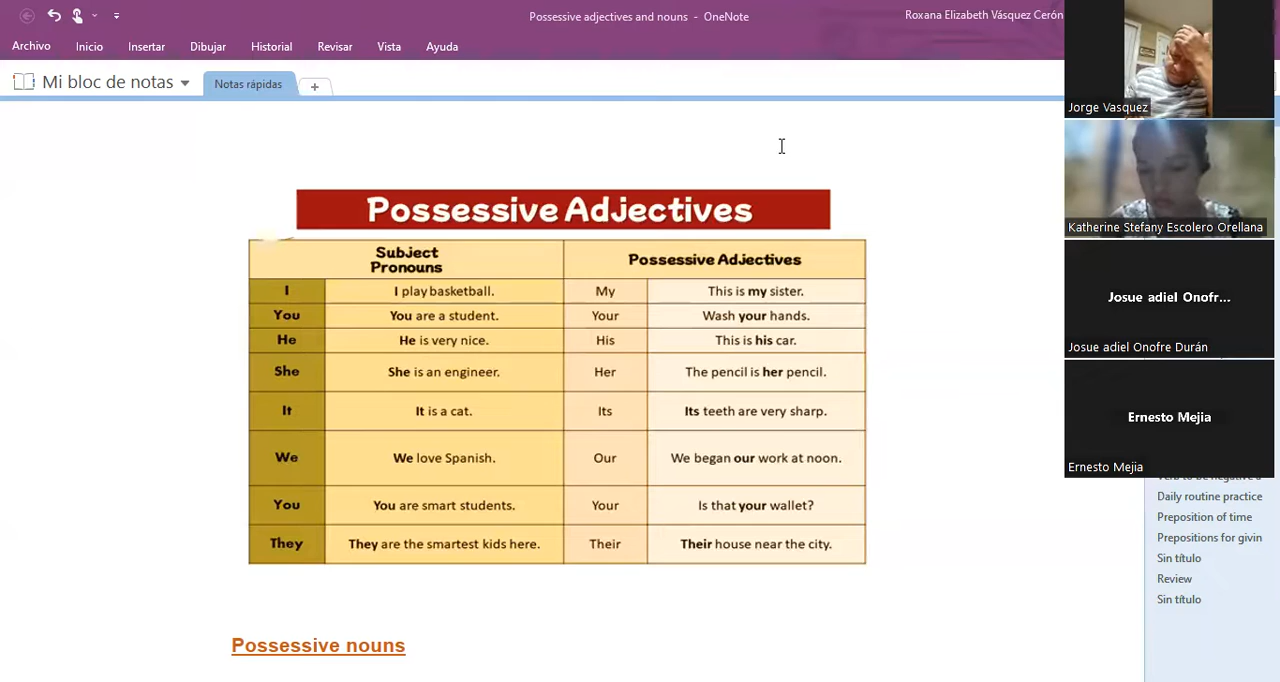 Possessive adjectives and nouns - OneNote
Roxana Elizabeth Vásquez Cerón
Archivo Inicio Insertar Dibujar Historial Revisar Vista Ayuda
Mi bloc de notas
Notas rápidas
+
Possessive Adjectives
Subject
Pronouns
Possessive Adjectives
I I play basketball. My This is my sister.
You You are a student. Your Wash your hands.
He He is very nice. His This is his car.
She She is an engineer. Her The pencil is her pencil.
It It is a cat. Its Its teeth are very sharp.
We We love Spanish. Our We began our work at noon.
You You are smart students. Your Is that your wallet?
They They are the smartest kids here. Their Their house near the city.
Possessive nouns
Jorge Vasquez
Katherine Stefany Escolero Orellana
Josue adiel Onofr...
Josue adiel Onofre Durán
Ernesto Mejia
Ernesto Mejia
Daily routine practice
Preposition of time
Prepositions for givin
Sin título
Review
Sin título